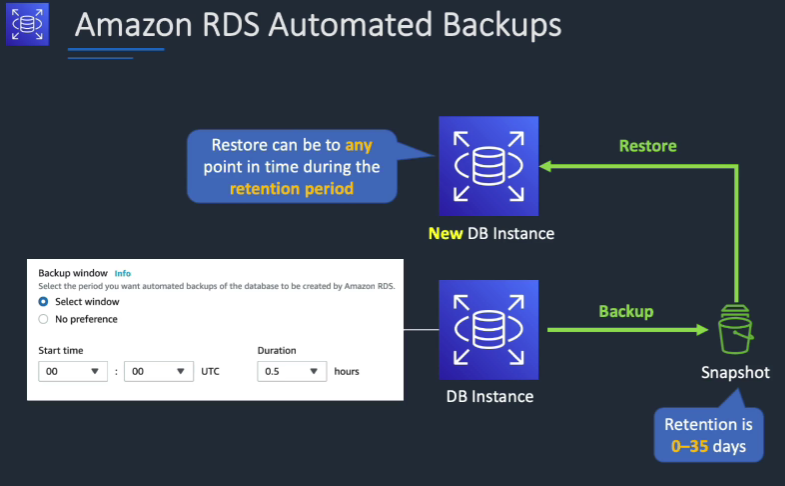 Amazon RDS Automated Backups
Restore can be to any
point in time during the
retention period
Restore
New DB Instance
Backup window Info
Select the period you want automated backups of the database to be created by Amazon RDS.
Select window
No preference
Start time
Duration
00 : 00 UTC
0.5 hours
Backup
DB Instance
Snapshot
Retention is
0–35 days